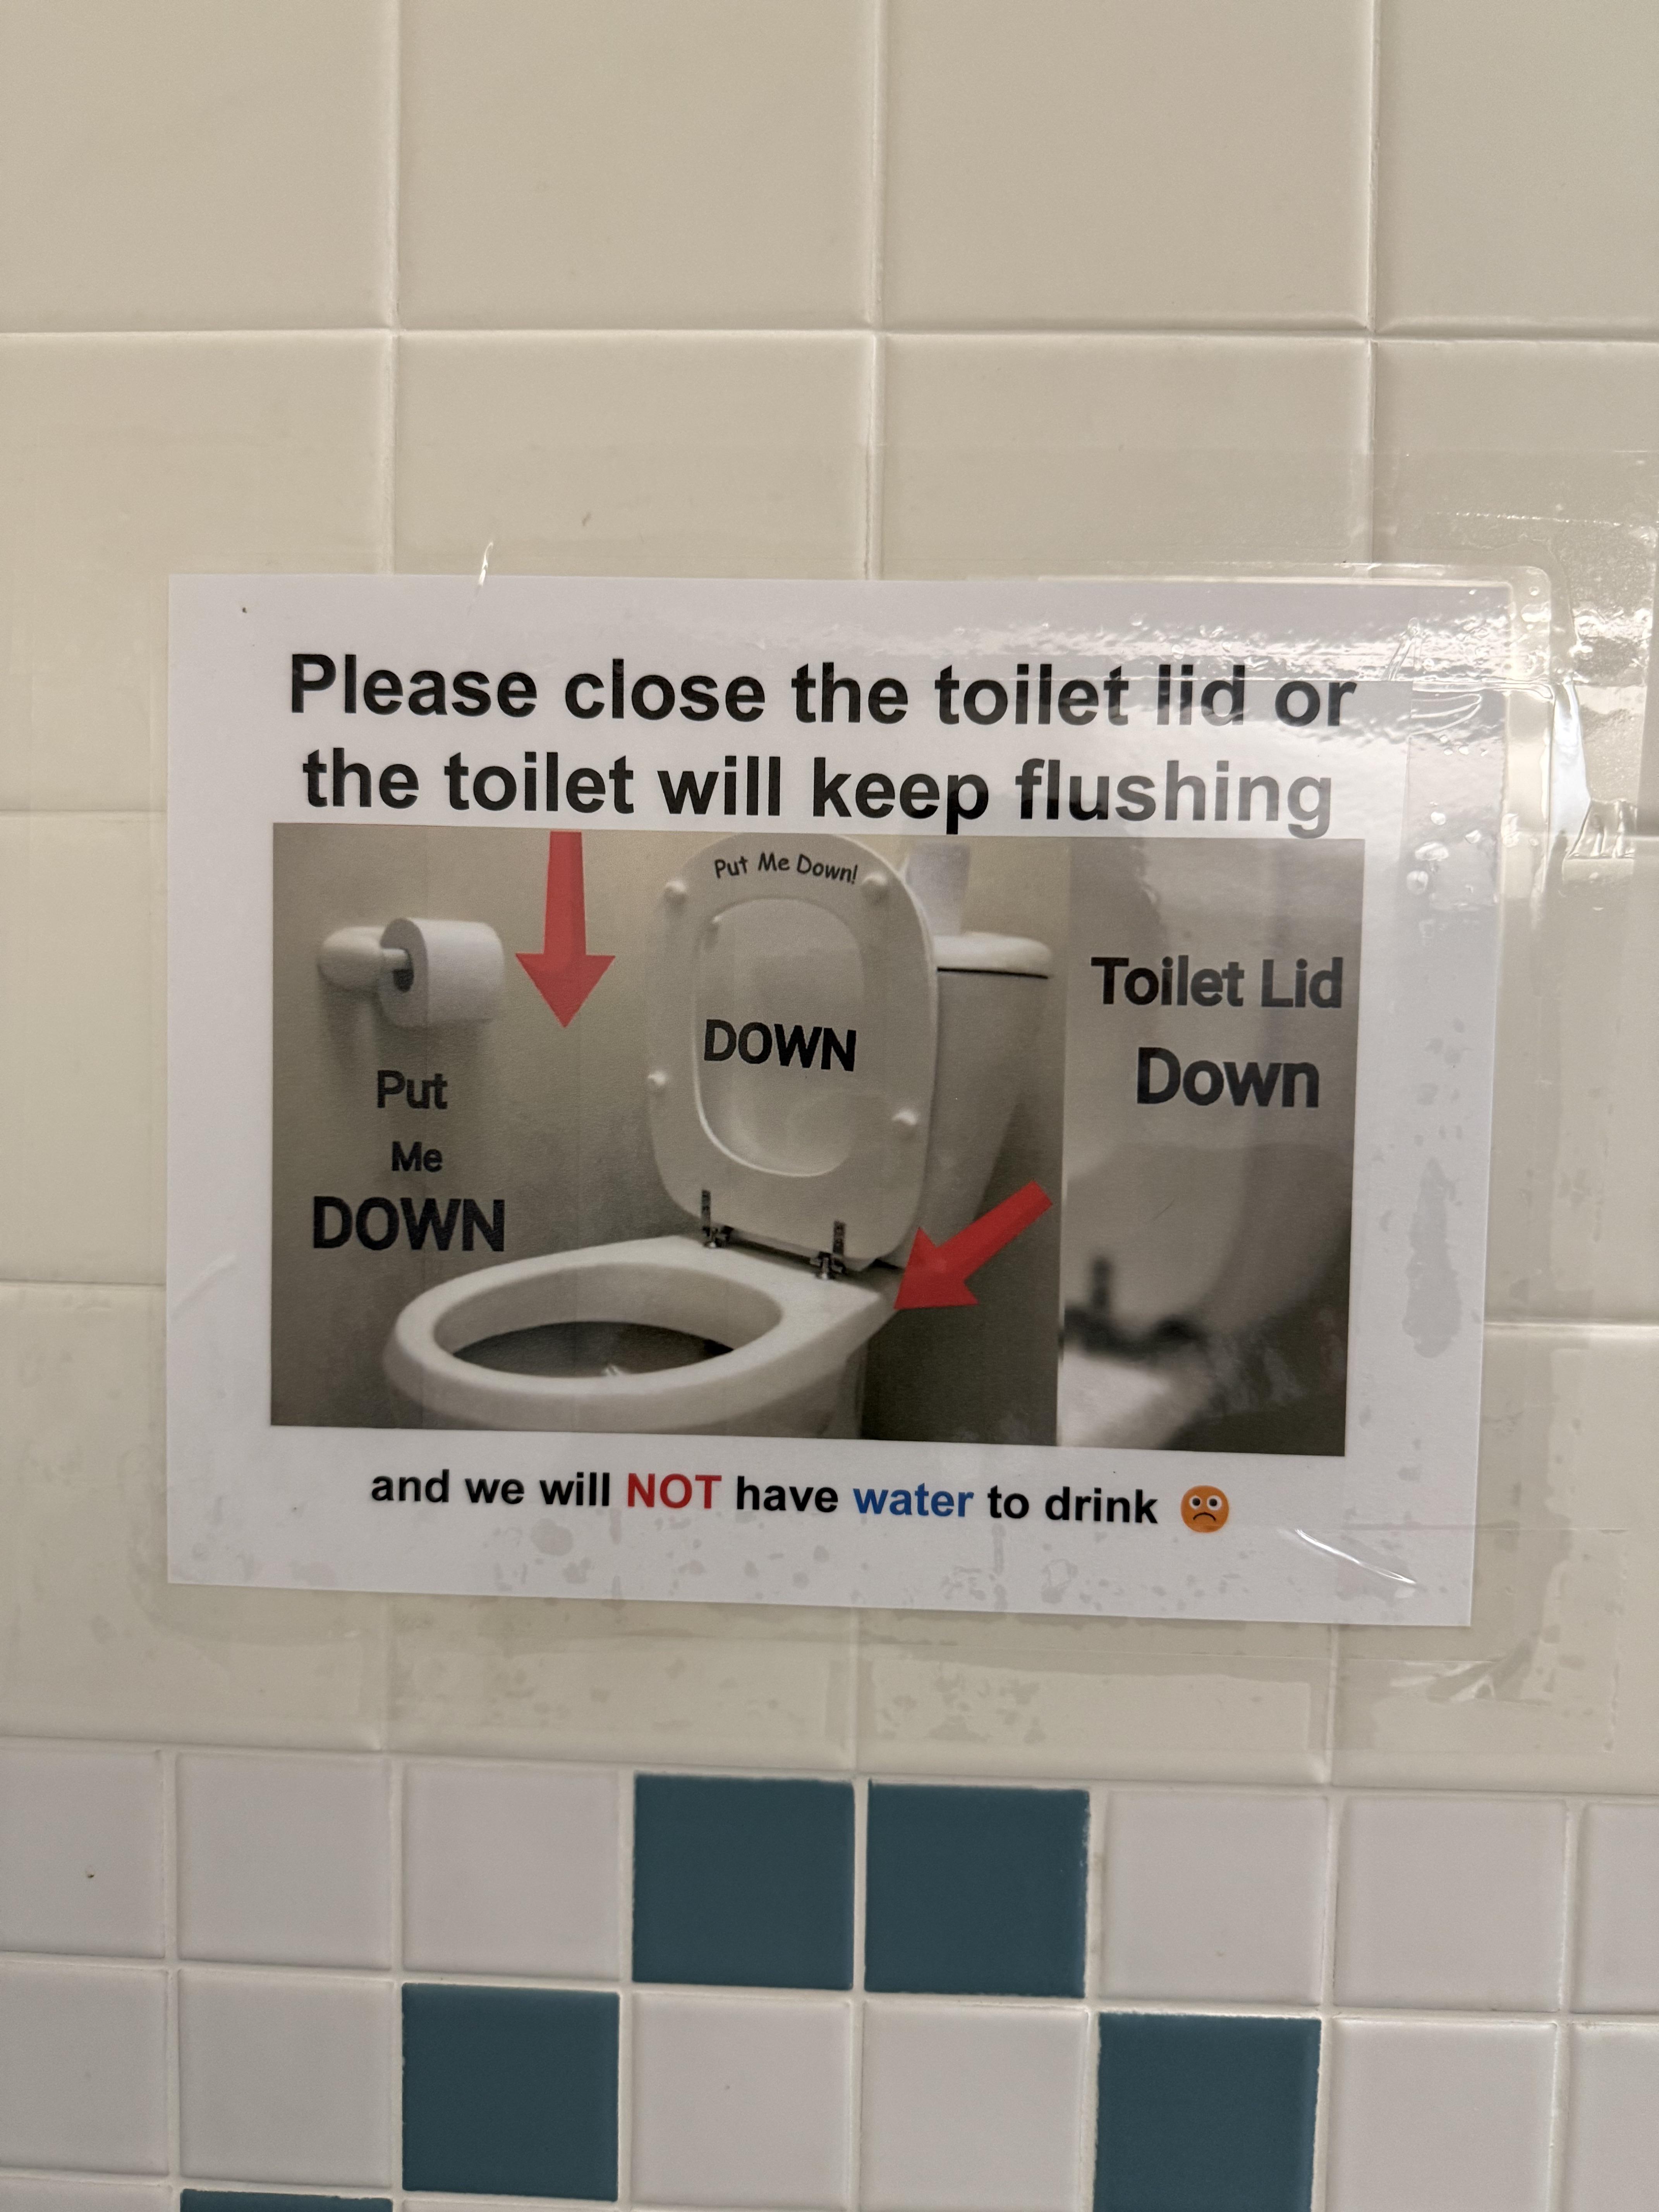 Please close the toilet lid or
the toilet will keep flushing
Put Me Down!
DOWN
Put
Me
DOWN
Toilet Lid
Down
and we will NOT have water to drink 🙁